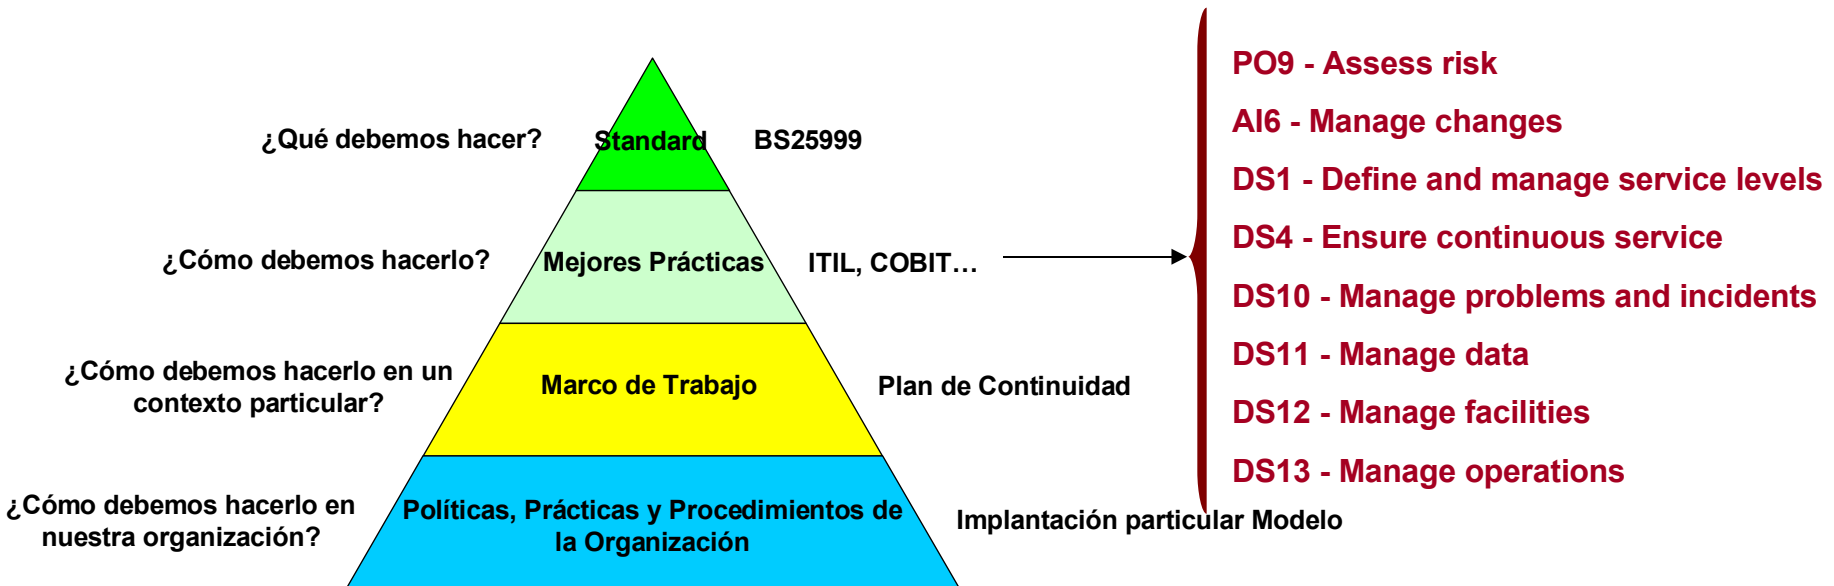 ¿Qué debemos hacer?
Standard
BS25999
¿Cómo debemos hacerlo?
Mejores Prácticas
ITIL, COBIT…
¿Cómo debemos hacerlo en un
contexto particular?
Marco de Trabajo
Plan de Continuidad
¿Cómo debemos hacerlo en
nuestra organización?
Políticas, Prácticas y Procedimientos de
la Organización
Implantación particular Modelo
PO9 - Assess risk
AI6 - Manage changes
DS1 - Define and manage service levels
DS4 - Ensure continuous service
DS10 - Manage problems and incidents
DS11 - Manage data
DS12 - Manage facilities
DS13 - Manage operations